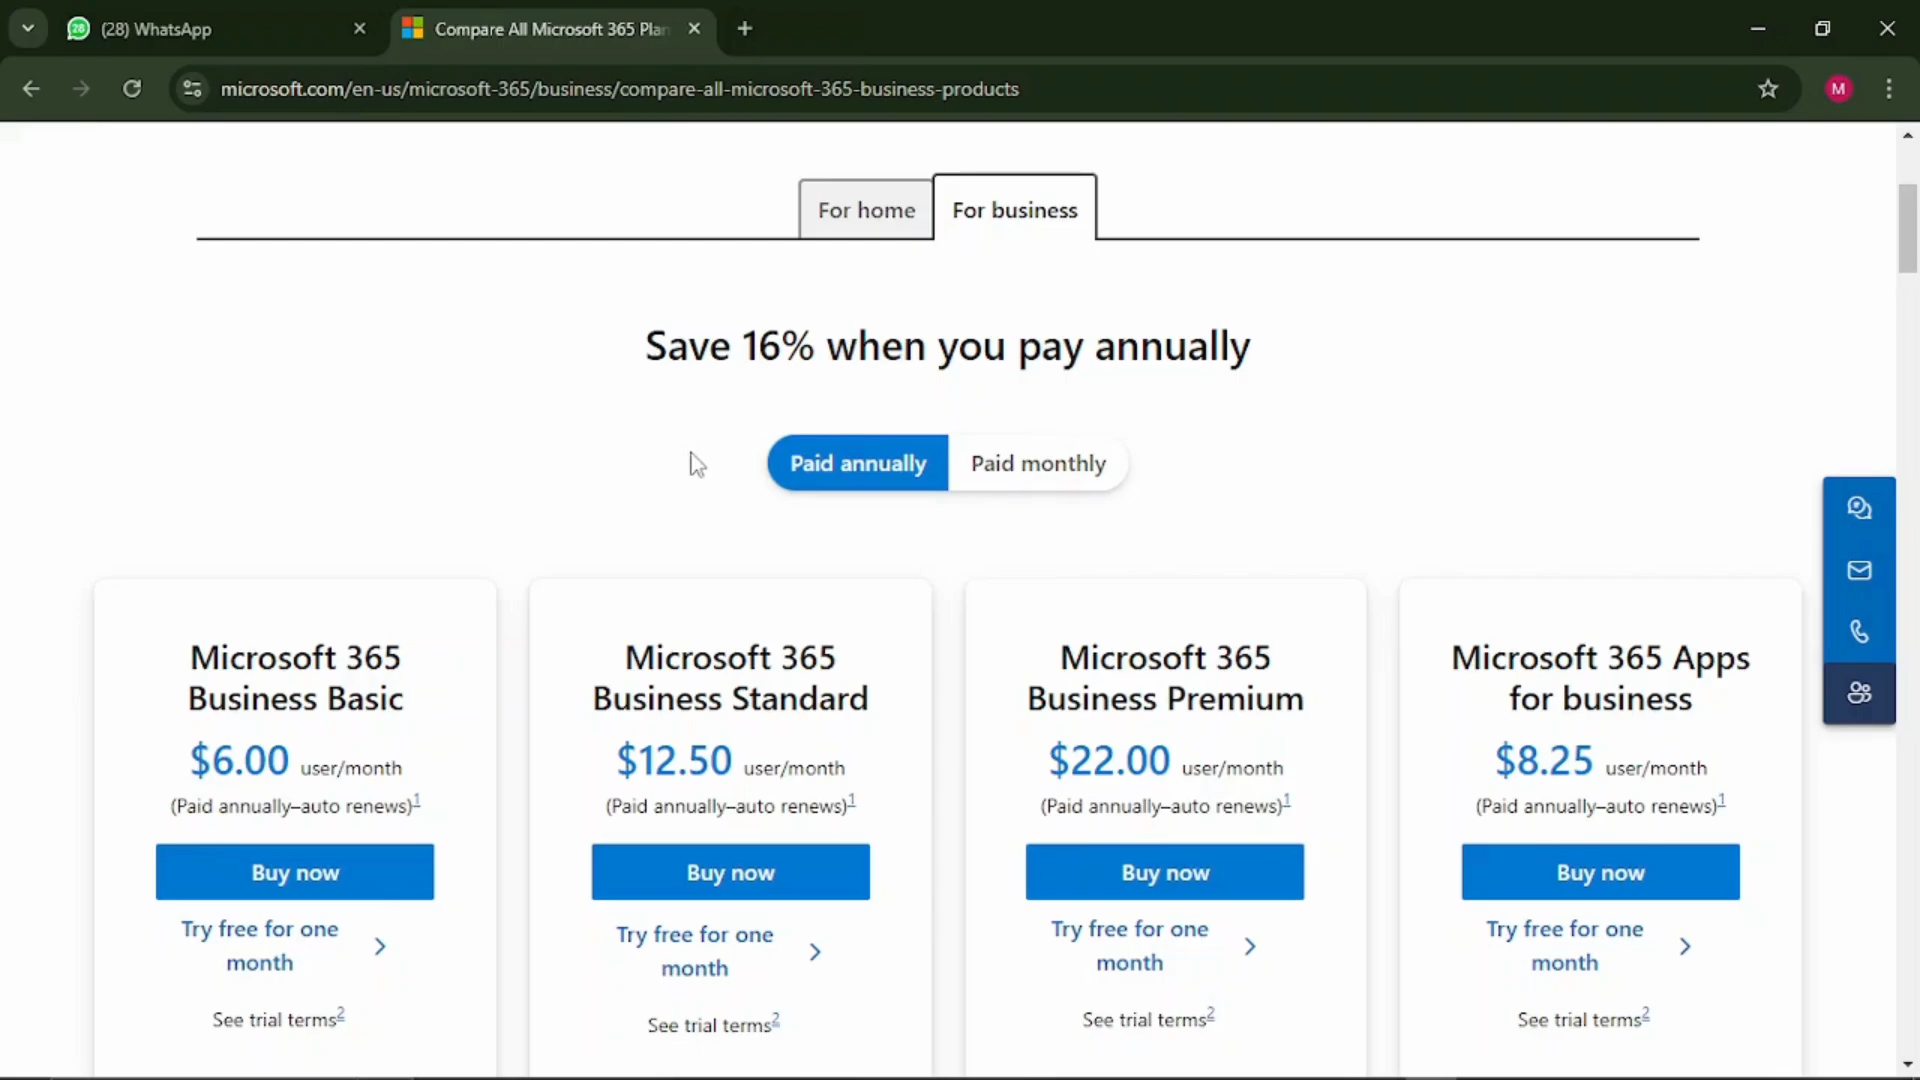 (28) WhatsApp
Compare All Microsoft 365 Plan
microsoft.com/en-us/microsoft-365/business/compare-all-microsoft-365-business-products
M
For home
For business
Save 16% when you pay annually
Paid annually
Paid monthly
Microsoft 365
Business Basic
$6.00 user/month
(Paid annually–auto renews)1
Buy now
Try free for one
month
See trial terms2
Microsoft 365
Business Standard
$12.50 user/month
(Paid annually–auto renews)1
Buy now
Try free for one
month
See trial terms2
Microsoft 365
Business Premium
$22.00 user/month
(Paid annually–auto renews)1
Buy now
Try free for one
month
See trial terms2
Microsoft 365 Apps
for business
$8.25 user/month
(Paid annually–auto renews)1
Buy now
Try free for one
month
See trial terms2